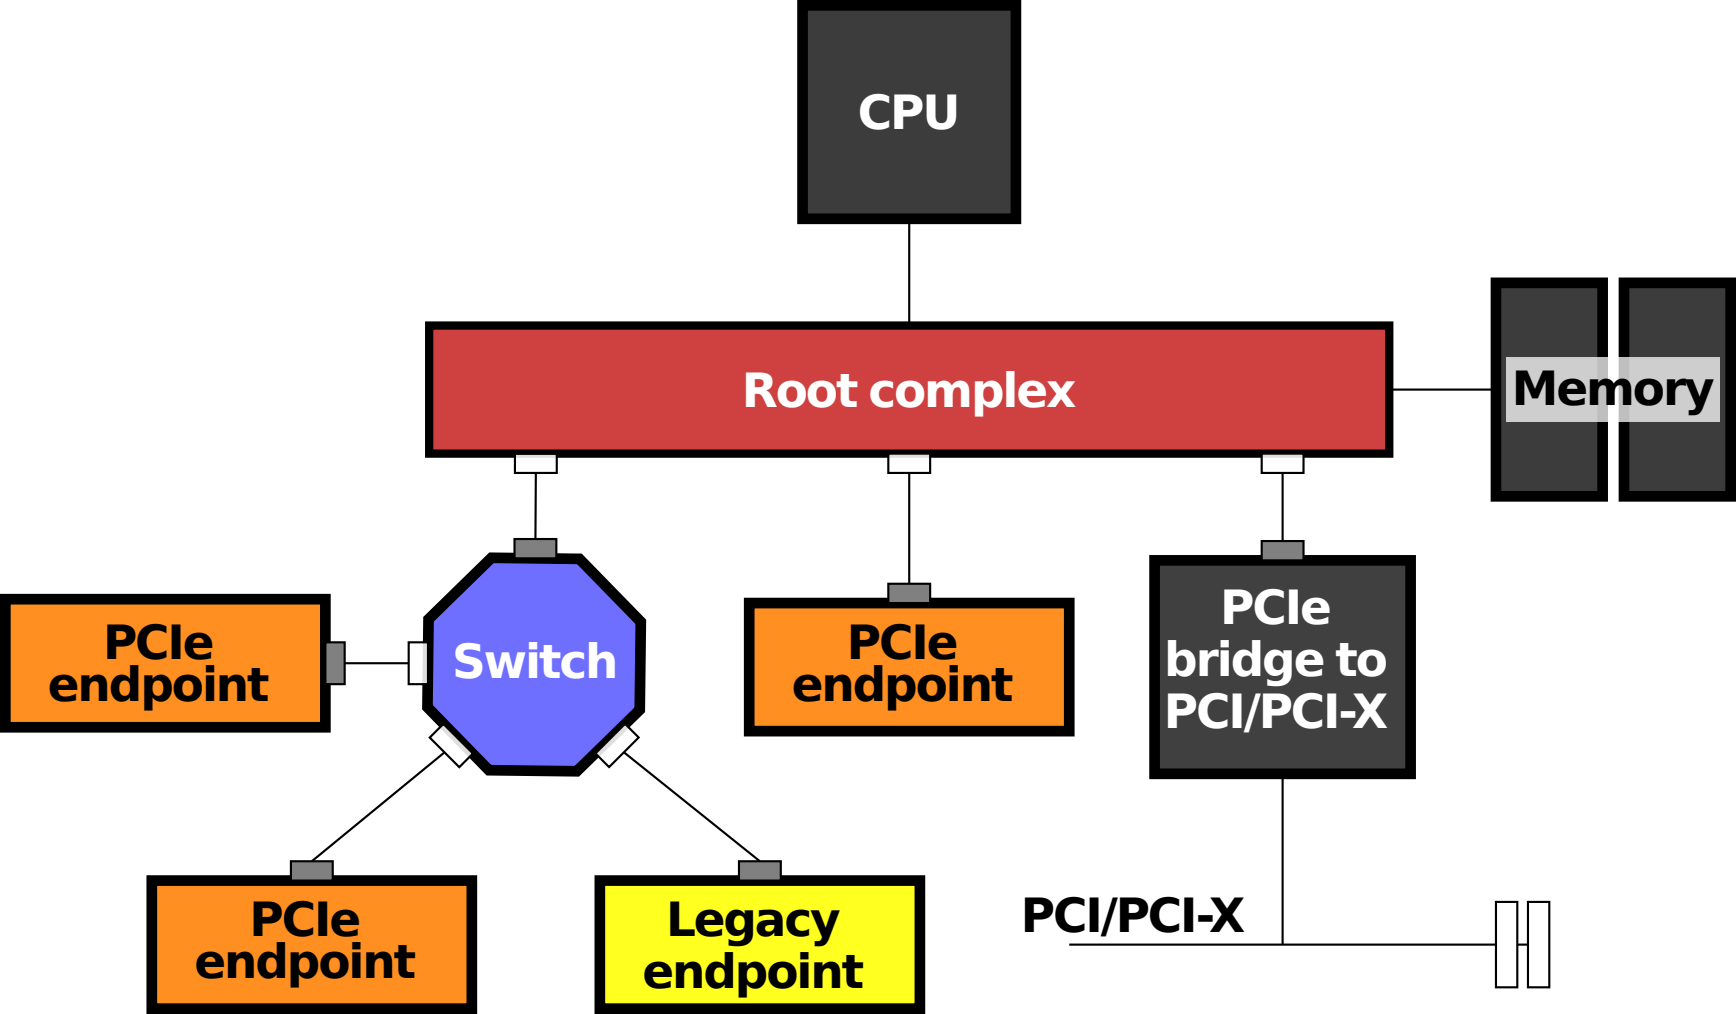 CPU
Root complex
Memory
PCIe
endpoint
Switch
PCIe
endpoint
PCIe
bridge to
PCI/PCI-X
PCIe
endpoint
Legacy
endpoint
PCI/PCI-X